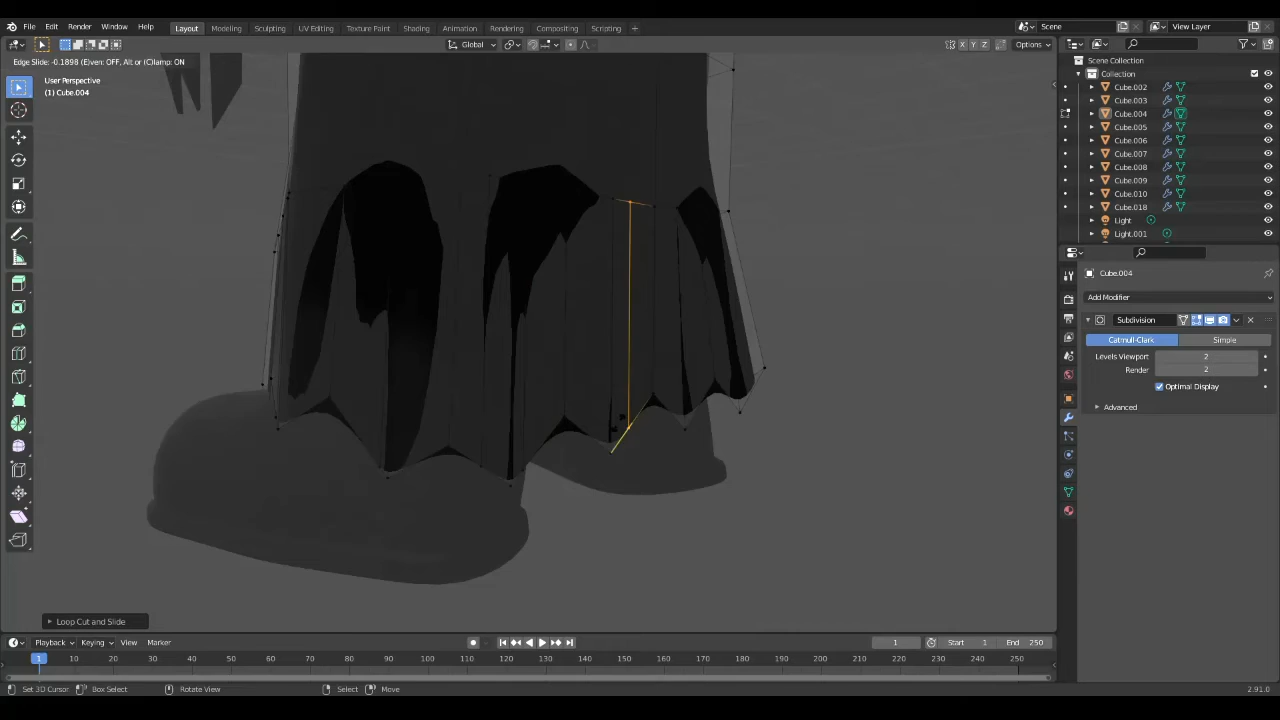 File Edit Render Window Help Layout Modeling Sculpting UV Editing Texture Paint Shading Animation Rendering Compositing Scripting + Scene View Layer
Global X Y Z Options
Edge Slide: -0.1898 (E)ven: OFF, Alt or (C)lamp: ON
User Perspective
(1) Cube.004
Scene Collection
Collection
Cube.002
Cube.003
Cube.004
Cube.005
Cube.006
Cube.007
Cube.008
Cube.009
Cube.010
Cube.018
Light
Light.001
Cube.004
Add Modifier
Subdivision
Catmull-Clark Simple
Levels Viewport 2
Render 2
Optimal Display
Advanced
Loop Cut and Slide
Playback Keying View Marker 1 Start 1 End 250
1 10 20 30 40 50 60 70 80 90 100 110 120 130 140 150 160 170 180 190 200 210 220 230 240 250
Set 3D Cursor Box Select Rotate View Select Move 2.91.0